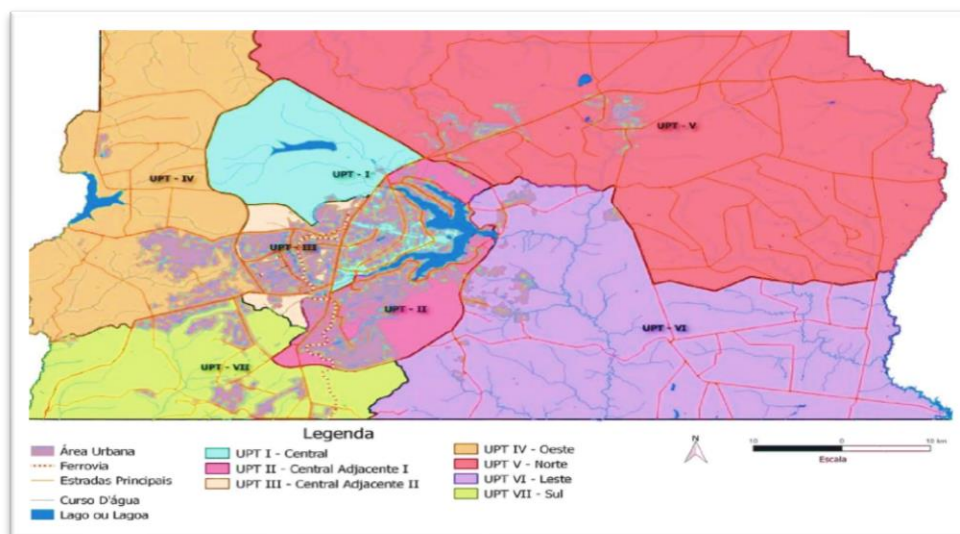 UPT - V
UPT - I
UPT - IV
UPT - III
UPT - II
UPT - VI
UPT - VII
Legenda
Área Urbana
Ferrovia
Estradas Principais
Curso D'água
Lago ou Lagoa
UPT I - Central
UPT II - Central Adjacente I
UPT III - Central Adjacente II
UPT IV - Oeste
UPT V - Norte
UPT VI - Leste
UPT VII - Sul
N
10 0 10 km
Escala